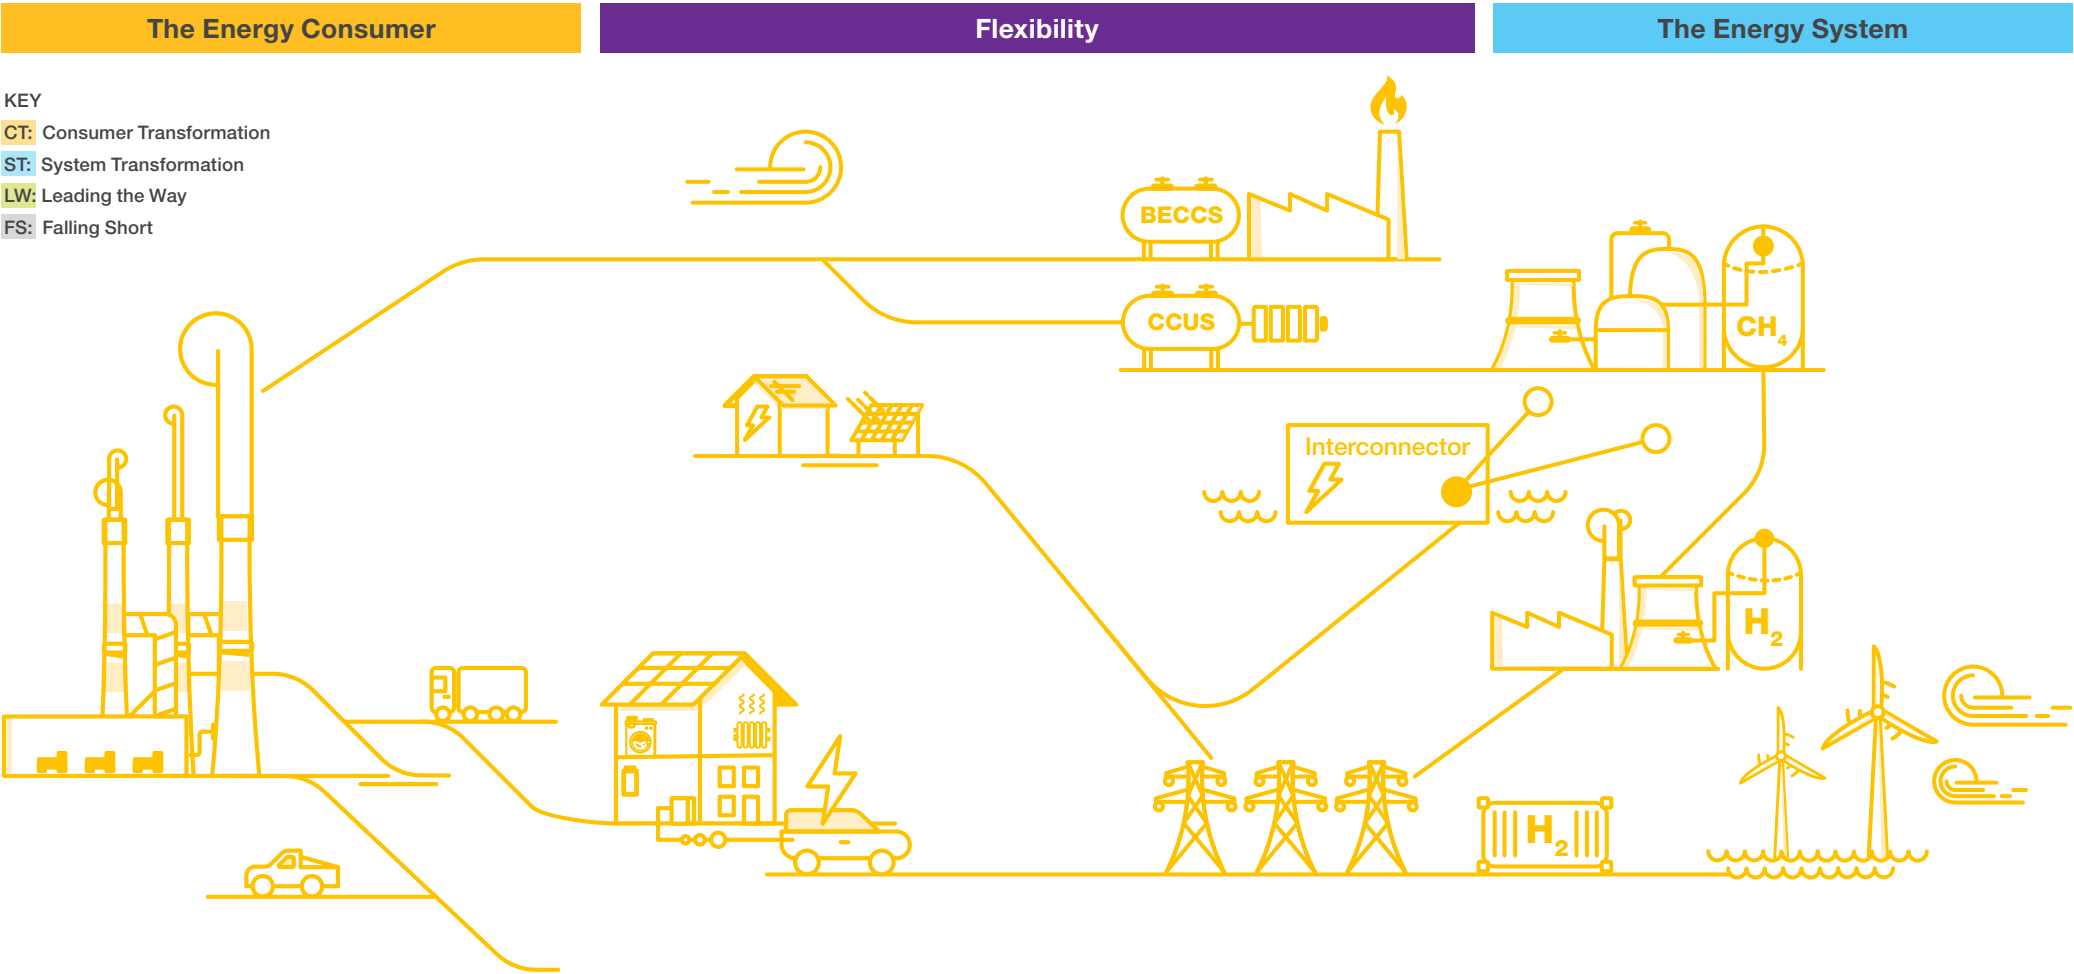 The Energy Consumer
Flexibility
The Energy System
KEY
CT: Consumer Transformation
ST: System Transformation
LW: Leading the Way
FS: Falling Short
BECCS
CCUS
CH4
Interconnector
H2
H2